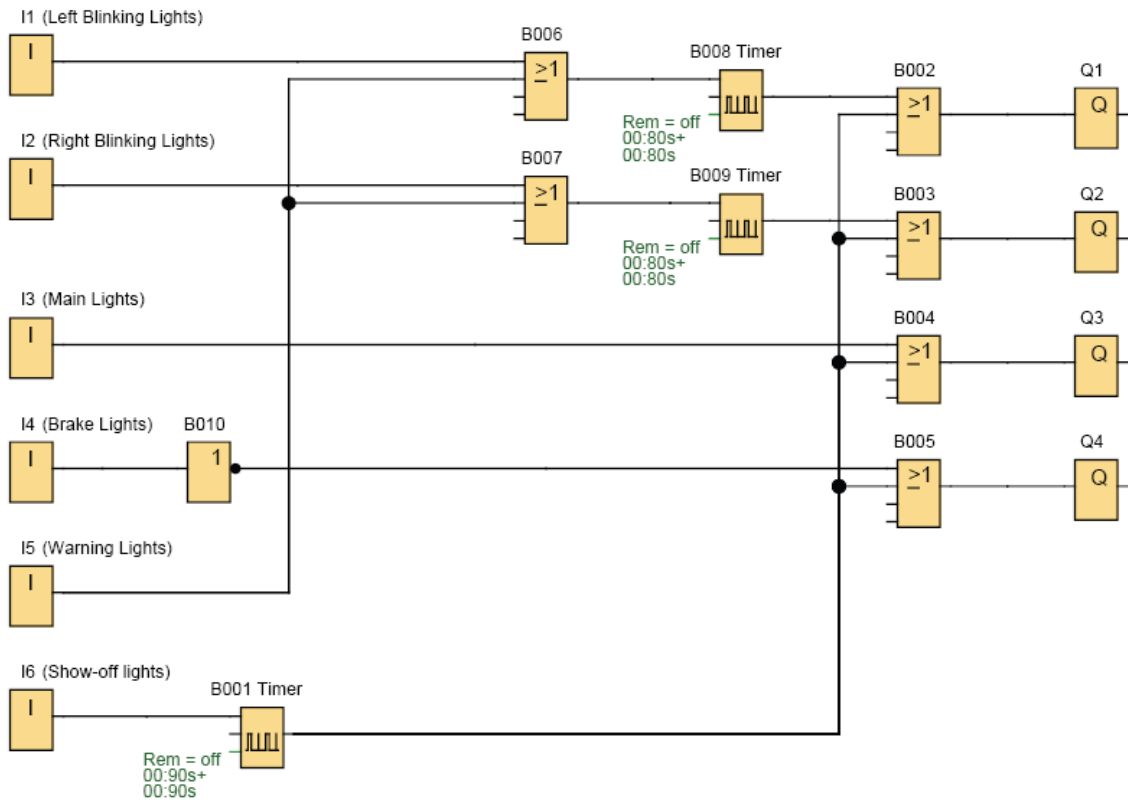 I1 (Left Blinking Lights)
I
B006
≥1
B008 Timer
Rem = off
00:80s+
00:80s
B002
≥1
Q1
Q
I2 (Right Blinking Lights)
I
B007
≥1
B009 Timer
Rem = off
00:80s+
00:80s
B003
≥1
Q2
Q
I3 (Main Lights)
I
B004
≥1
Q3
Q
I4 (Brake Lights)
I
B010
1
B005
≥1
Q4
Q
I5 (Warning Lights)
I
I6 (Show-off lights)
I
B001 Timer
Rem = off
00:90s+
00:90s